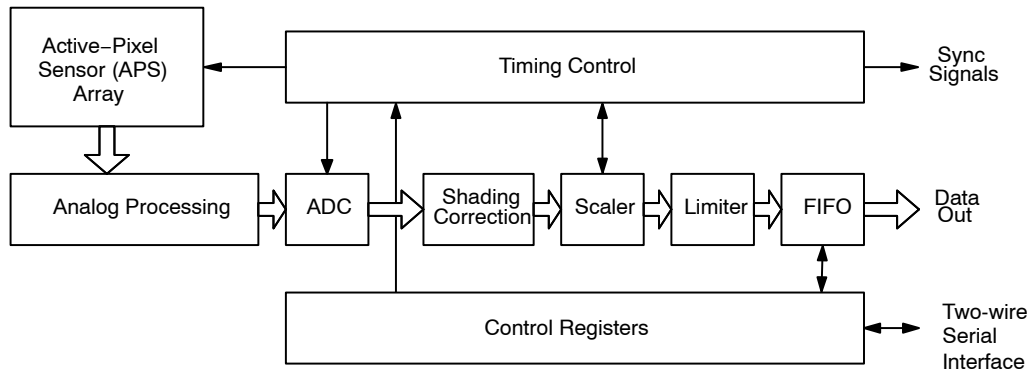 Active−Pixel
Sensor (APS)
Array
Timing Control
Sync
Signals
Analog Processing
ADC
Shading
Correction
Scaler
Limiter
FIFO
Data
Out
Control Registers
Two-wire
Serial
Interface